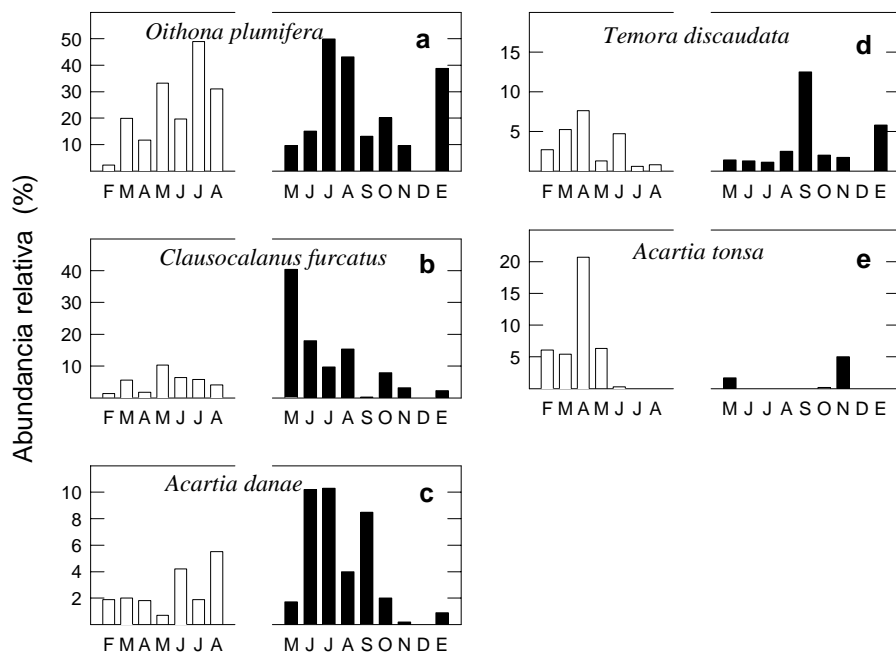 Abundancia relativa (%)
Oithona plumifera
a
50
40
30
20
10
F M A M J J A
M J J A S O N D E
Clausocalanus furcatus
b
40
30
20
10
F M A M J J A
M J J A S O N D E
Acartia danae
c
10
8
6
4
2
F M A M J J A
M J J A S O N D E
Temora discaudata
d
15
10
5
F M A M J J A
M J J A S O N D E
Acartia tonsa
e
20
15
10
5
F M A M J J A
M J J A S O N D E